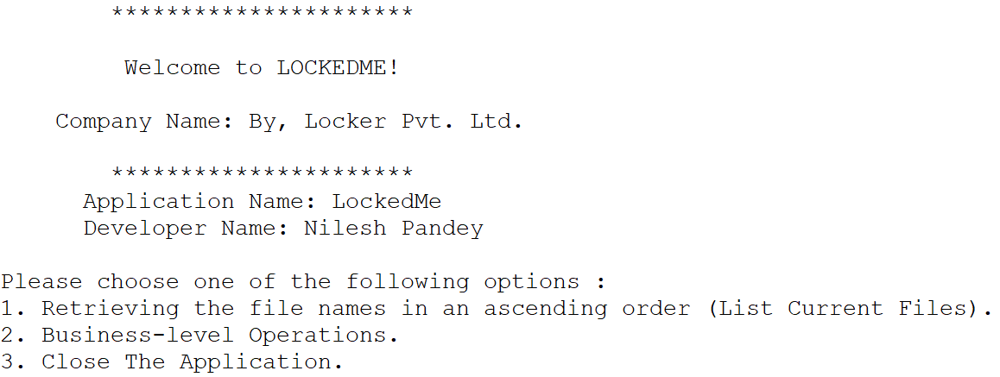 **********************
Welcome to LOCKEDME!
Company Name: By, Locker Pvt. Ltd.
**********************
Application Name: LockedMe
Developer Name: Nilesh Pandey
Please choose one of the following options :
1. Retrieving the file names in an ascending order (List Current Files).
2. Business-level Operations.
3. Close The Application.